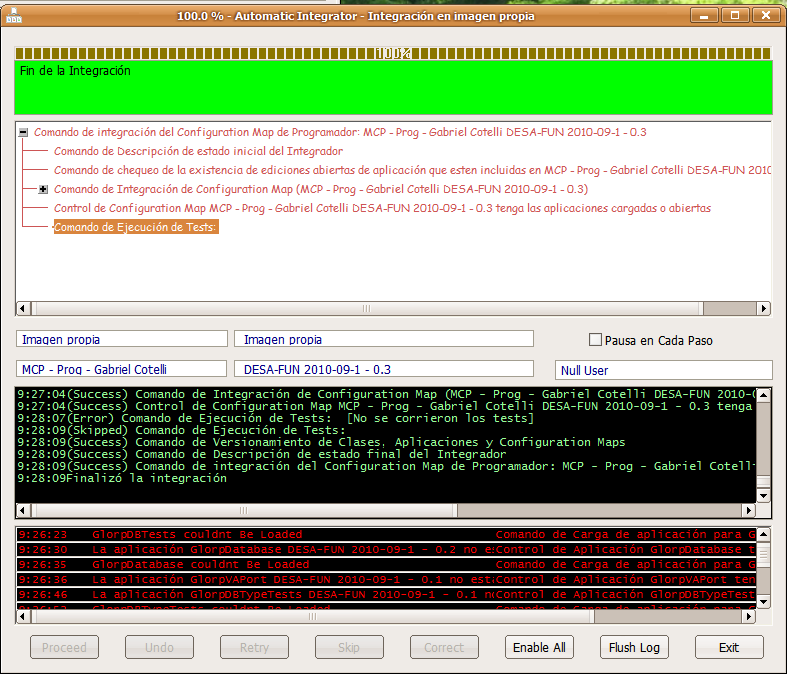 100.0 % - Automatic Integrator - Integración en imagen propia
100%
Fin de la Integración
Comando de integración del Configuration Map de Programador: MCP - Prog - Gabriel Cotelli DESA-FUN 2010-09-1 - 0.3
Comando de Descripción de estado inicial del Integrador
Comando de chequeo de la existencia de ediciones abiertas de aplicación que esten incluidas en MCP - Prog - Gabriel Cotelli DESA-FUN 2010
Comando de Integración de Configuration Map (MCP - Prog - Gabriel Cotelli DESA-FUN 2010-09-1 - 0.3)
Control de Configuration Map MCP - Prog - Gabriel Cotelli DESA-FUN 2010-09-1 - 0.3 tenga las aplicaciones cargadas o abiertas
Comando de Ejecución de Tests:
Imagen propia Imagen propia Pausa en Cada Paso
MCP - Prog - Gabriel Cotelli DESA-FUN 2010-09-1 - 0.3 Null User
9:27:04(Success) Comando de Integración de Configuration Map (MCP - Prog - Gabriel Cotelli DESA-FUN 2010-
9:27:04(Success) Control de Configuration Map MCP - Prog - Gabriel Cotelli DESA-FUN 2010-09-1 - 0.3 tenga
9:28:07(Error) Comando de Ejecución de Tests:  [No se corrieron los tests]
9:28:09(Skipped) Comando de Ejecución de Tests:
9:28:09(Success) Comando de Versionamiento de Clases, Aplicaciones y Configuration Maps
9:28:09(Success) Comando de Descripción de estado final del Integrador
9:28:09(Success) Comando de integración del Configuration Map de Programador: MCP - Prog - Gabriel Cotelli
9:28:09Finalizó la integración
9:26:23 GlorpDBTests couldnt Be Loaded Comando de Carga de aplicación para G
9:26:30 La aplicación GlorpDatabase DESA-FUN 2010-09-1 - 0.2 no es Control de Aplicación GlorpDatabase t
9:26:35 GlorpDatabase couldnt Be Loaded Comando de Carga de aplicación para G
9:26:36 La aplicación GlorpVAPort DESA-FUN 2010-09-1 - 0.1 no est Control de Aplicación GlorpVAPort ten
9:26:46 La aplicación GlorpDBTypeTests DESA-FUN 2010-09-1 - 0.1 n Control de Aplicación GlorpDBTypeTest
GlorpDBTypeTests couldnt Be Loaded Comando de Carga de aplicación para G
Proceed Undo Retry Skip Correct Enable All Flush Log Exit